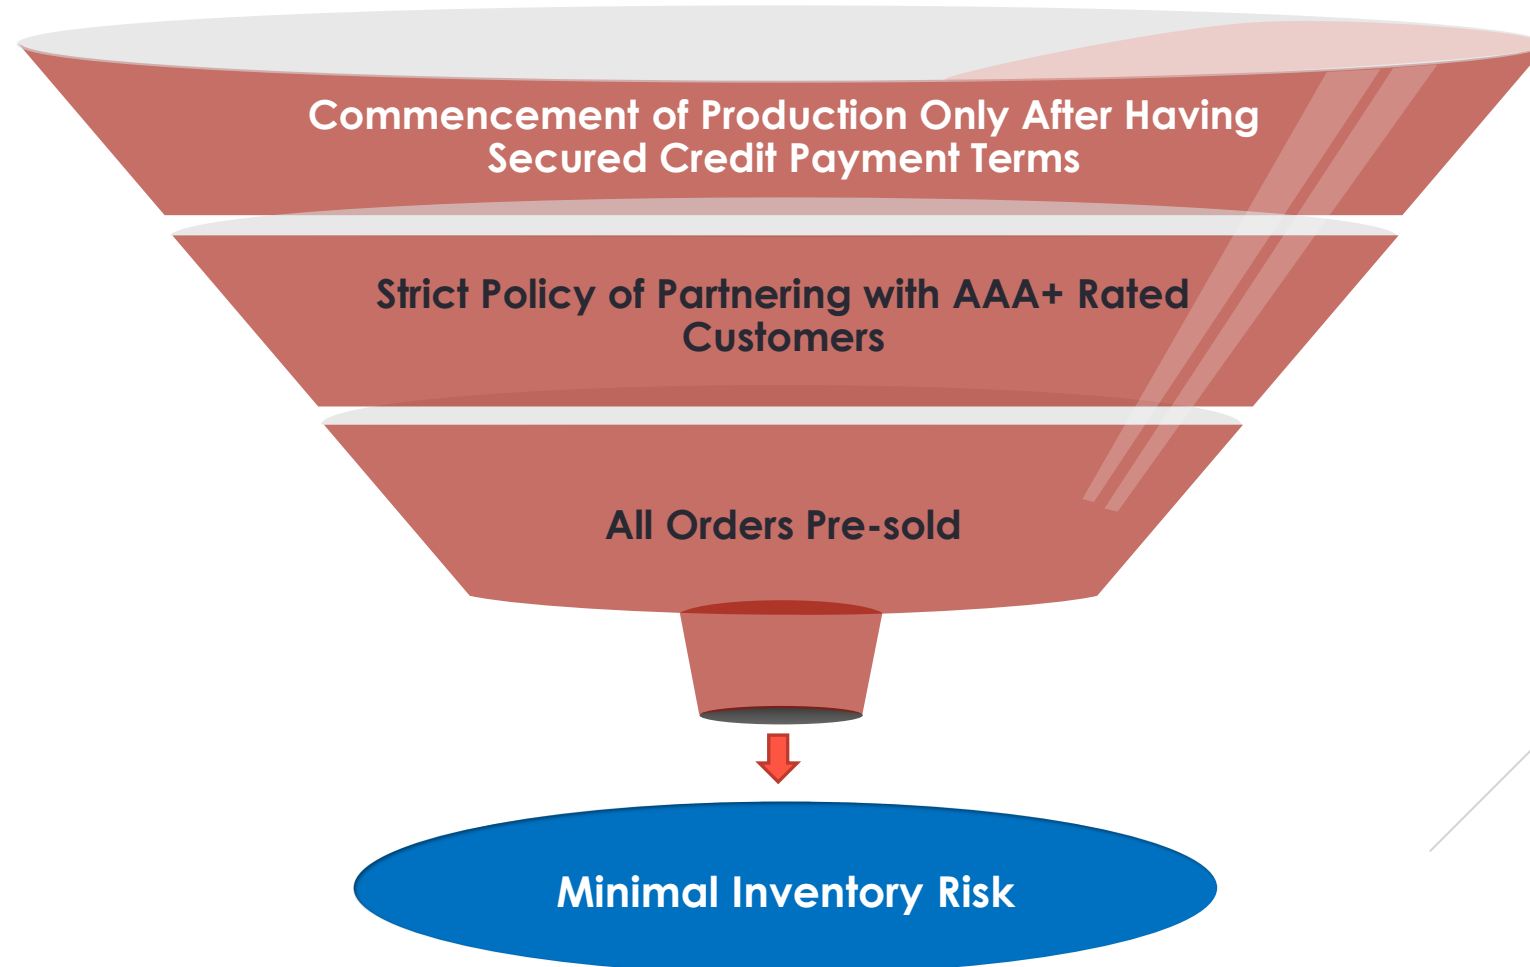 Commencement of Production Only After Having
Secured Credit Payment Terms
Strict Policy of Partnering with AAA+ Rated
Customers
All Orders Pre-sold
Minimal Inventory Risk